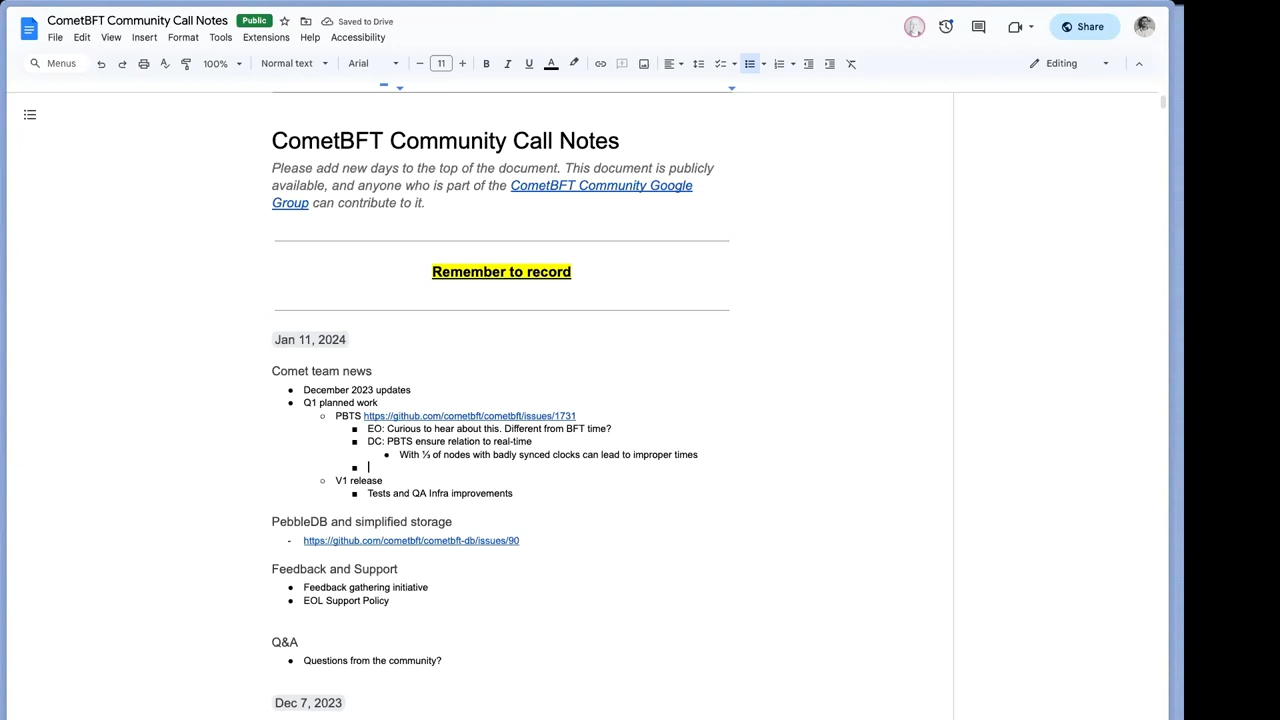 CometBFT Community Call Notes
Public
Saved to Drive
File Edit View Insert Format Tools Extensions Help Accessibility
Share
Menus
100%
Normal text
Arial
11
Editing
CometBFT Community Call Notes
Please add new days to the top of the document. This document is publicly
available, and anyone who is part of the CometBFT Community Google
Group can contribute to it.
Remember to record
Jan 11, 2024
Comet team news
● December 2023 updates
● Q1 planned work
○ PBTS https://github.com/cometbft/cometbft/issues/1731
■ EO: Curious to hear about this. Different from BFT time?
■ DC: PBTS ensure relation to real-time
● With ⅓ of nodes with badly synced clocks can lead to improper times
■
○ V1 release
■ Tests and QA Infra improvements
PebbleDB and simplified storage
- https://github.com/cometbft/cometbft-db/issues/90
Feedback and Support
● Feedback gathering initiative
● EOL Support Policy
Q&A
● Questions from the community?
Dec 7, 2023